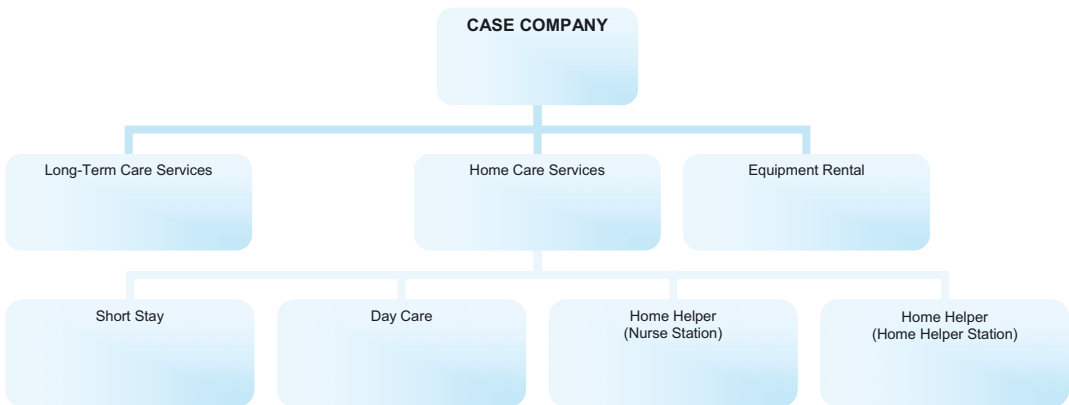 CASE COMPANY
Long-Term Care Services
Home Care Services
Equipment Rental
Short Stay
Day Care
Home Helper
(Nurse Station)
Home Helper
(Home Helper Station)